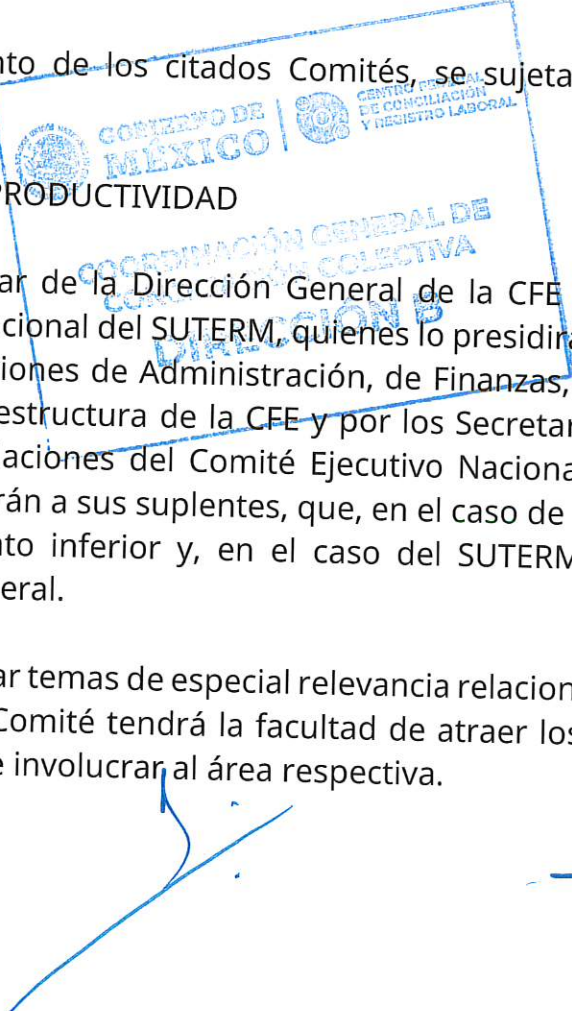 nto de los citados Comités, se sujeta
GOBIERNO DE
MÉXICO
CENTRO FEDERAL
DE CONCILIACIÓN
Y REGISTRO LABORAL
PRODUCTIVIDAD
COORDINACIÓN GENERAL DE
COLECTIVA
DIRECCIÓN B
ar de la Dirección General de la CFE
cional del SUTERM, quienes lo presidirá
iones de Administración, de Finanzas,
estructura de la CFE y por los Secretar
laciones del Comité Ejecutivo Naciona
rán a sus suplentes, que, en el caso de
nto inferior y, en el caso del SUTERM
eral.
ar temas de especial relevancia relacion
Comité tendrá la facultad de atraer los
e involucrar al área respectiva.